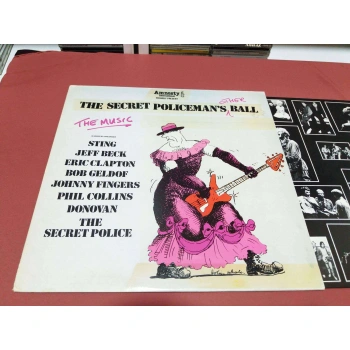 Amnesty
THE SECRET POLICEMAN'S OTHER BALL
THE MUSIC
STING
JEFF BECK
ERIC CLAPTON
BOB GELDOF
JOHNNY FINGERS
PHIL COLLINS
DONOVAN
THE
SECRET POLICE